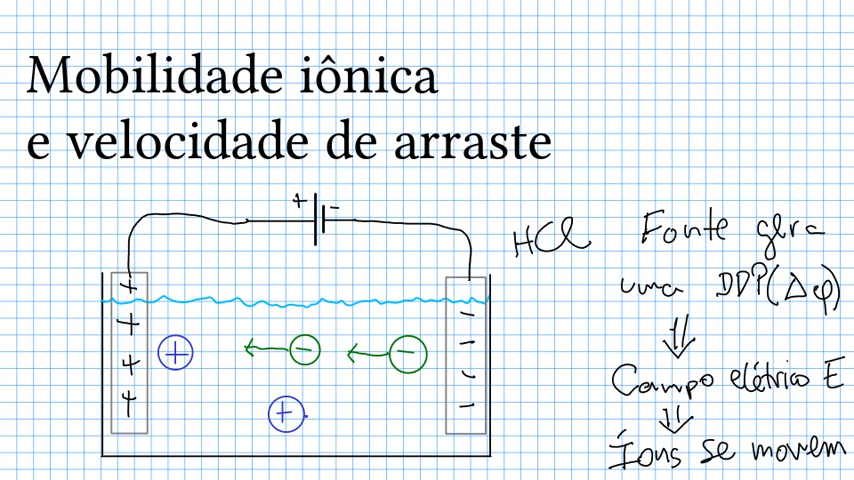 Mobilidade iônica
e velocidade de arraste
+ -
HCl
Fonte gera
uma DDP(Δφ)
⇓
Campo elétrico E
⇓
Íons se movem
+ -
+ + - - -
+ -
+ + -